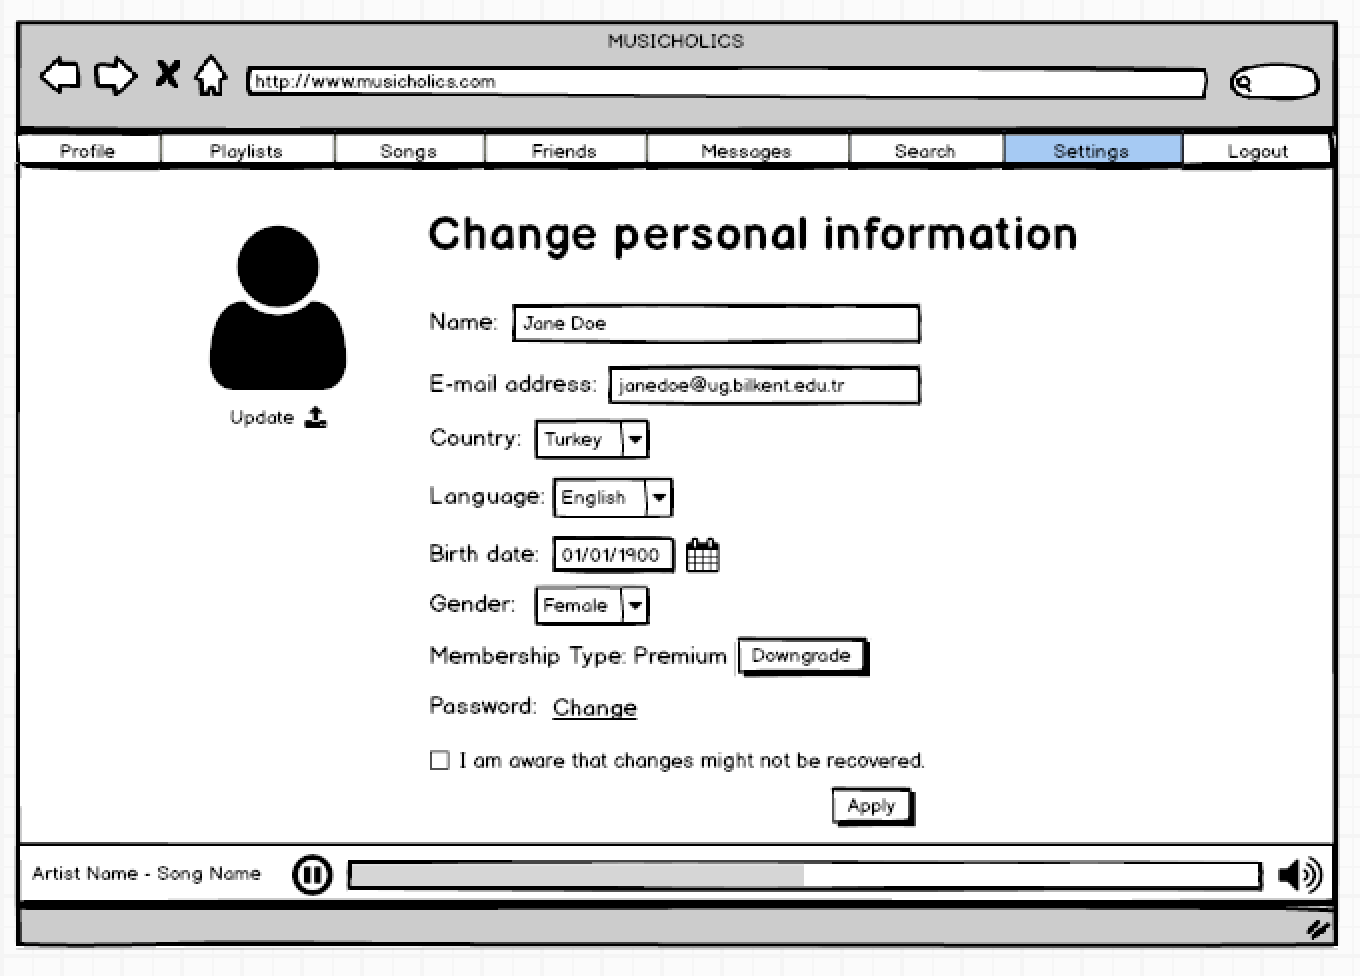 MUSICHOLICS
http://www.musicholics.com
Profile Playlists Songs Friends Messages Search Settings Logout
Change personal information
Name: Jane Doe
E-mail address: janedoe@ug.bilkent.edu.tr
Update
Country: Turkey
Language: English
Birth date: 01/01/1900
Gender: Female
Membership Type: Premium Downgrade
Password: Change
I am aware that changes might not be recovered.
Apply
Artist Name - Song Name